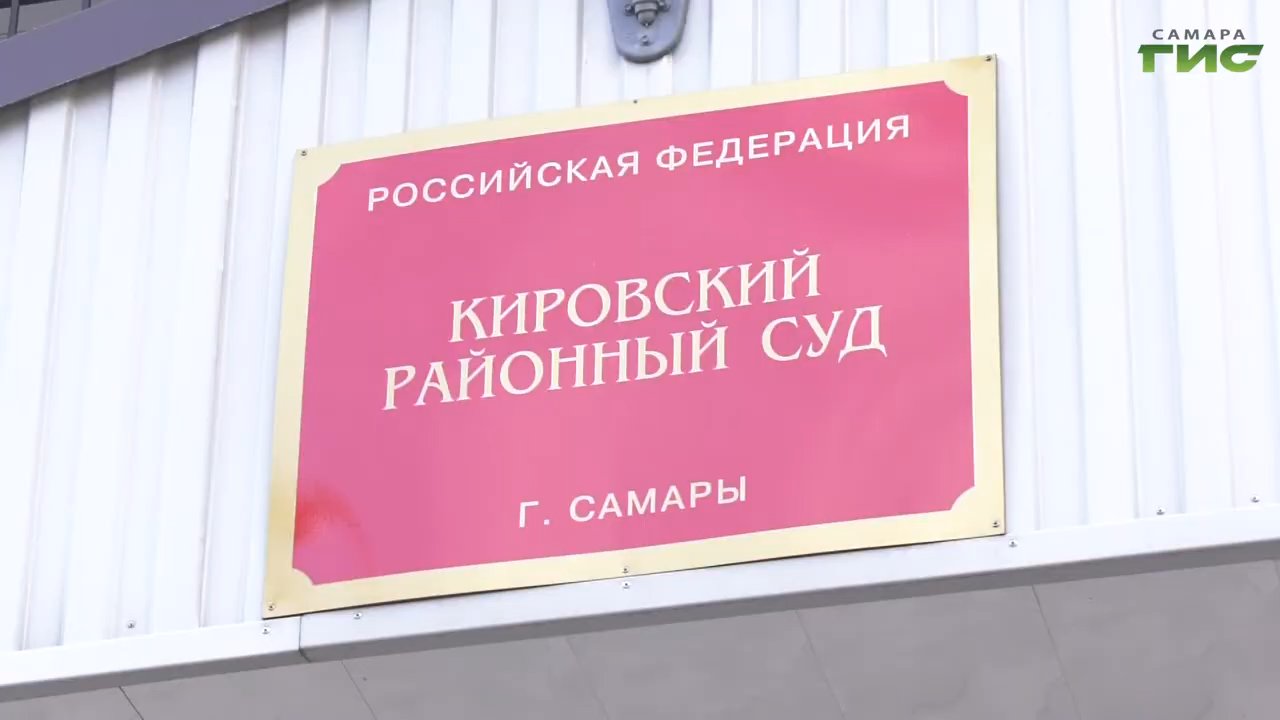 САМАРА
ГИС
РОССИЙСКАЯ ФЕДЕРАЦИЯ
КИРОВСКИЙ
РАЙОННЫЙ СУД
Г. САМАРЫ